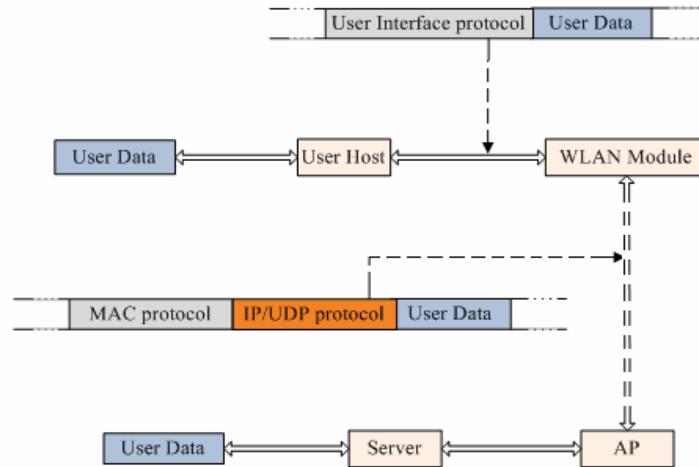 User Interface protocol User Data
User Data User Host WLAN Module
MAC protocol IP/UDP protocol User Data
User Data Server AP